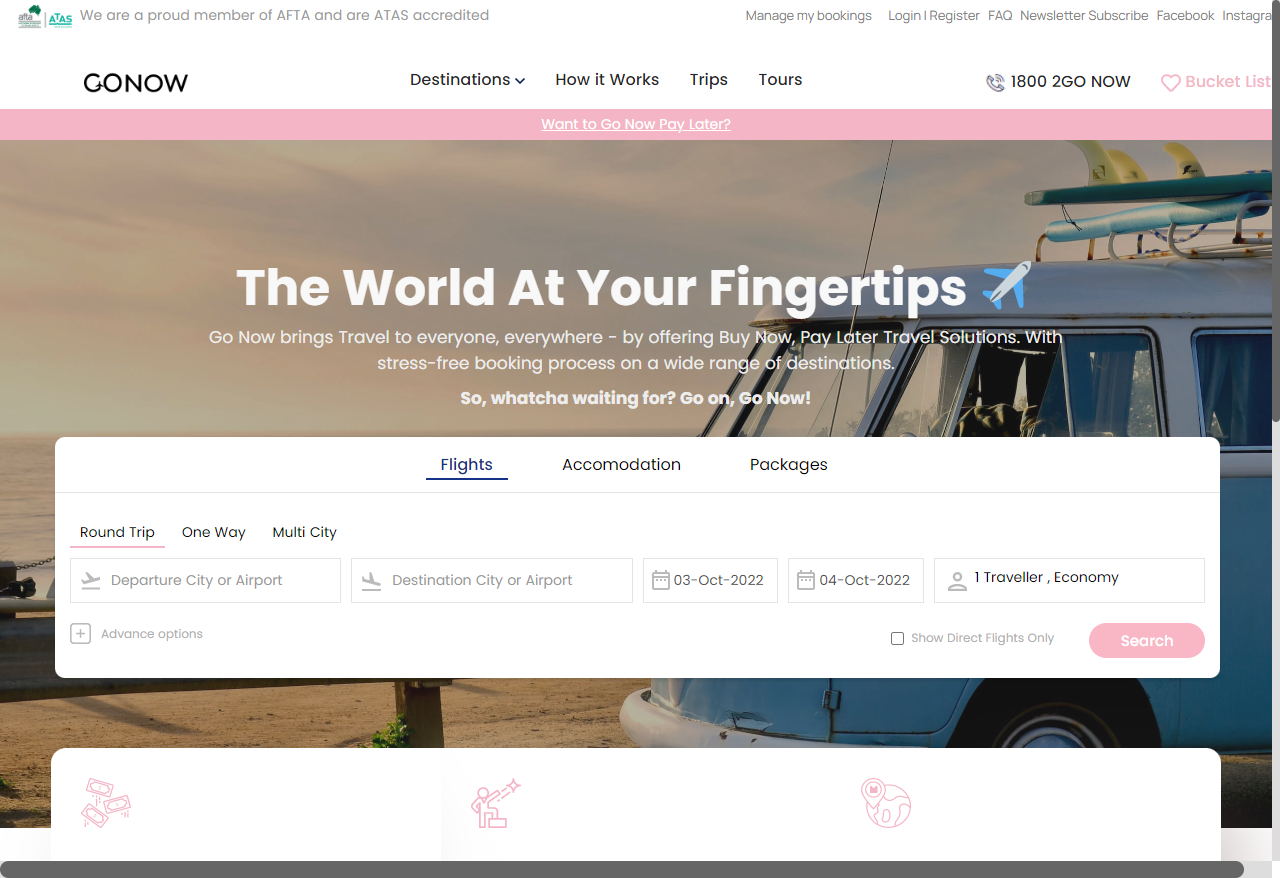 afta ATAS We are a proud member of AFTA and are ATAS accredited
Manage my bookings Login | Register FAQ Newsletter Subscribe Facebook Instagra
GONOW Destinations How it Works Trips Tours 1800 2GO NOW Bucket List
Want to Go Now Pay Later?
The World At Your Fingertips
Go Now brings Travel to everyone, everywhere - by offering Buy Now, Pay Later Travel Solutions. With
stress-free booking process on a wide range of destinations.
So, whatcha waiting for? Go on, Go Now!
Flights Accomodation Packages
Round Trip One Way Multi City
Departure City or Airport Destination City or Airport 03-Oct-2022 04-Oct-2022 1 Traveller , Economy
Advance options Show Direct Flights Only Search